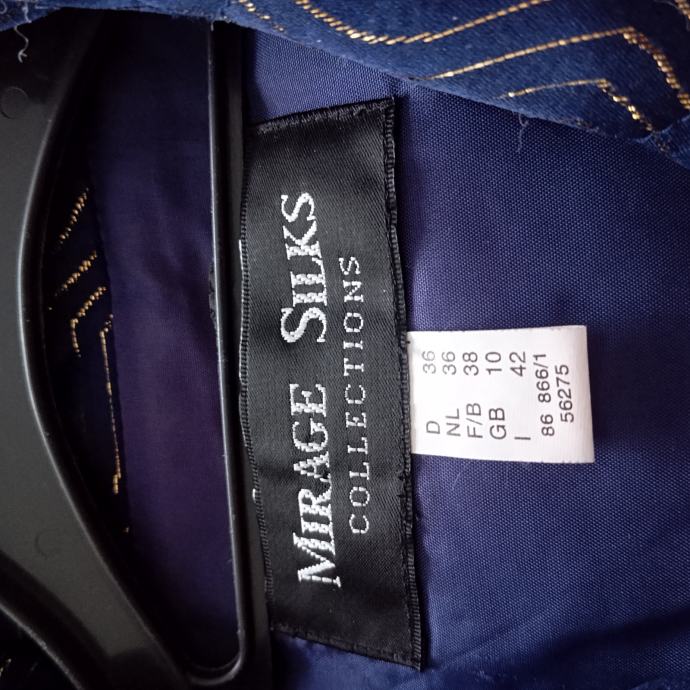 MIRAGE SILKS
COLLECTIONS
D 36
NL 36
F/B 38
GB 10
I 42
86 866/1
56275